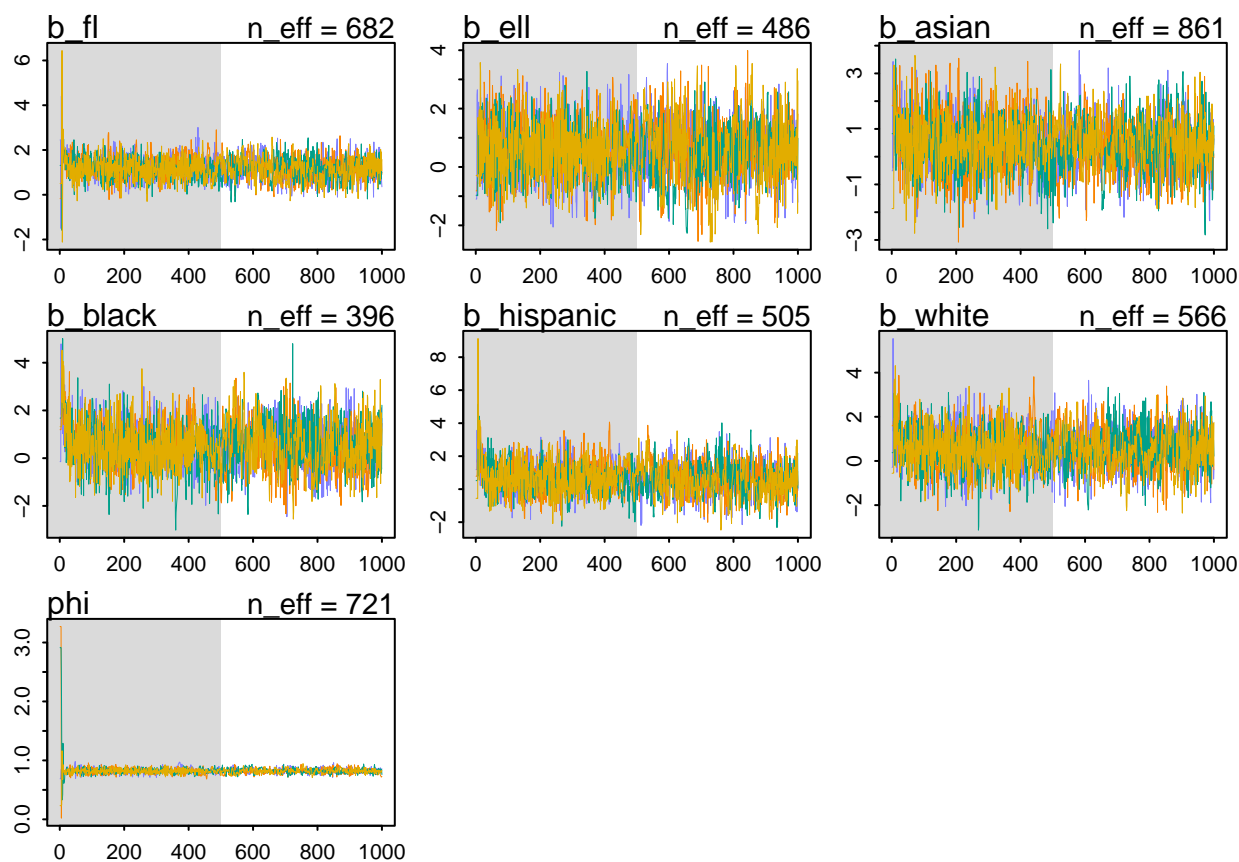 b_fl n_eff = 682
b_ell n_eff = 486
b_asian n_eff = 861
6
4
2
0
−2
0 200 400 600 800 1000
4
2
0
−2
0 200 400 600 800 1000
3
1
−1
−3
0 200 400 600 800 1000
b_black n_eff = 396
b_hispanic n_eff = 505
b_white n_eff = 566
4
2
0
−2
0 200 400 600 800 1000
8
6
4
2
−2
0 200 400 600 800 1000
4
2
0
−2
0 200 400 600 800 1000
phi n_eff = 721
3.0
2.0
1.0
0.0
0 200 400 600 800 1000